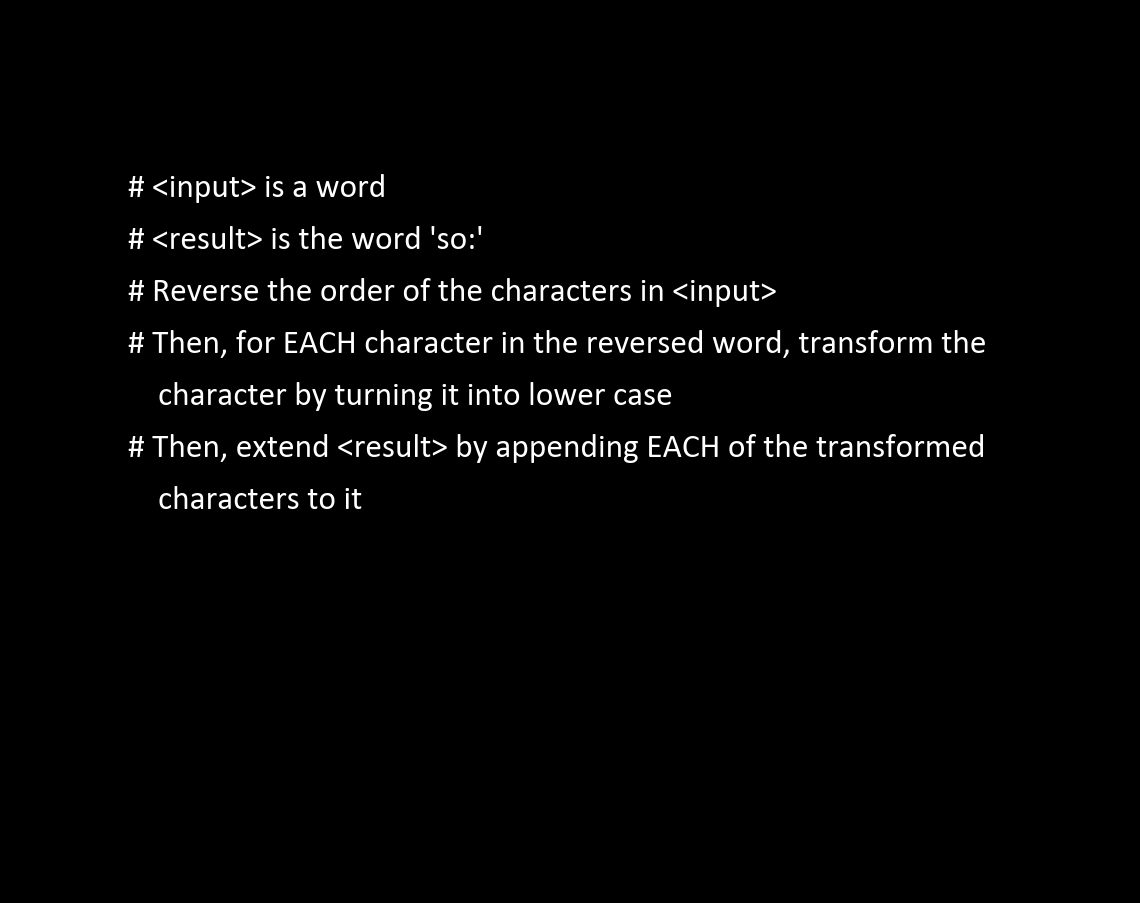 # <input> is a word
# <result> is the word 'so:'
# Reverse the order of the characters in <input>
# Then, for EACH character in the reversed word, transform the
character by turning it into lower case
# Then, extend <result> by appending EACH of the transformed
characters to it